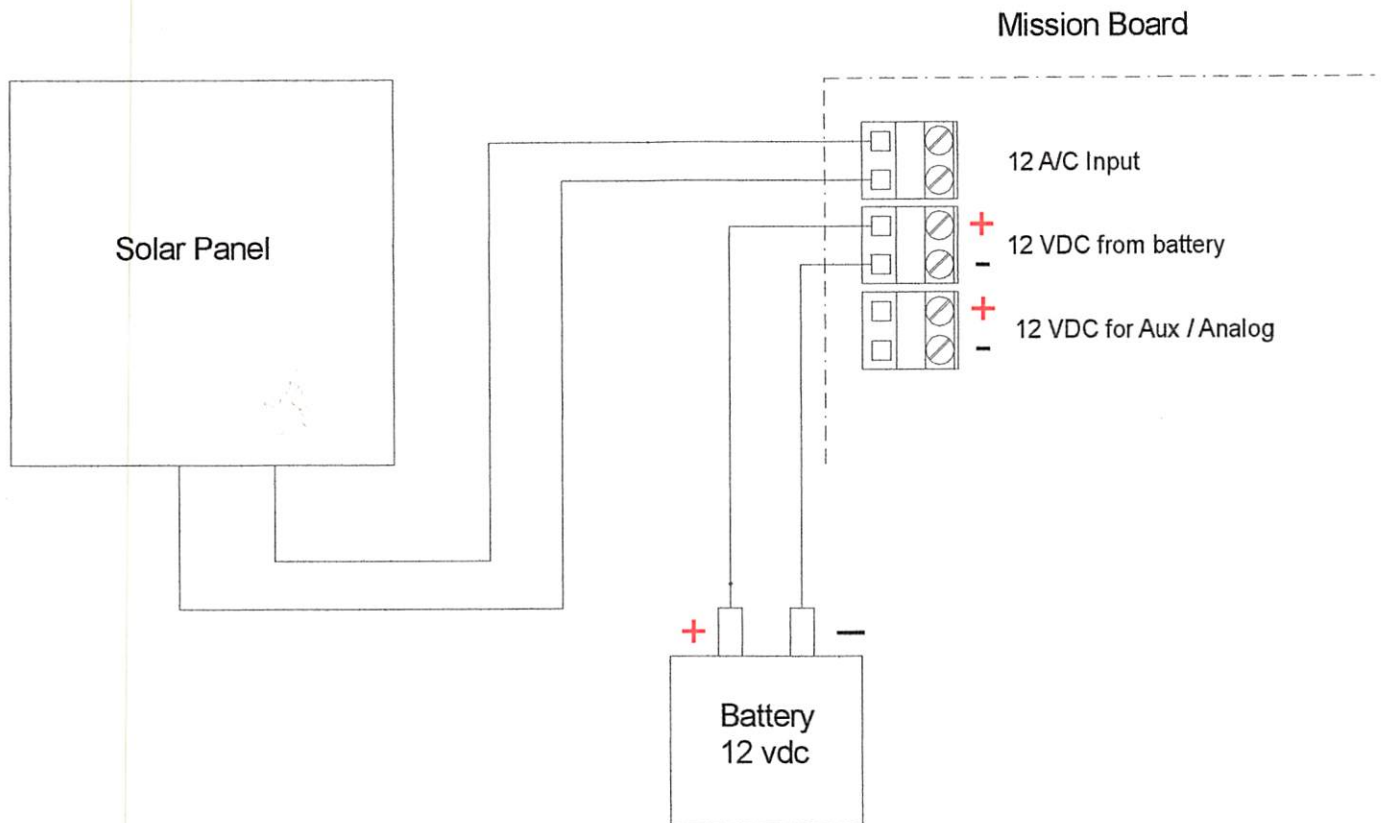 Mission Board
Solar Panel
12 A/C Input
+
12 VDC from battery
-
+
12 VDC for Aux / Analog
-
+
-
Battery
12 vdc